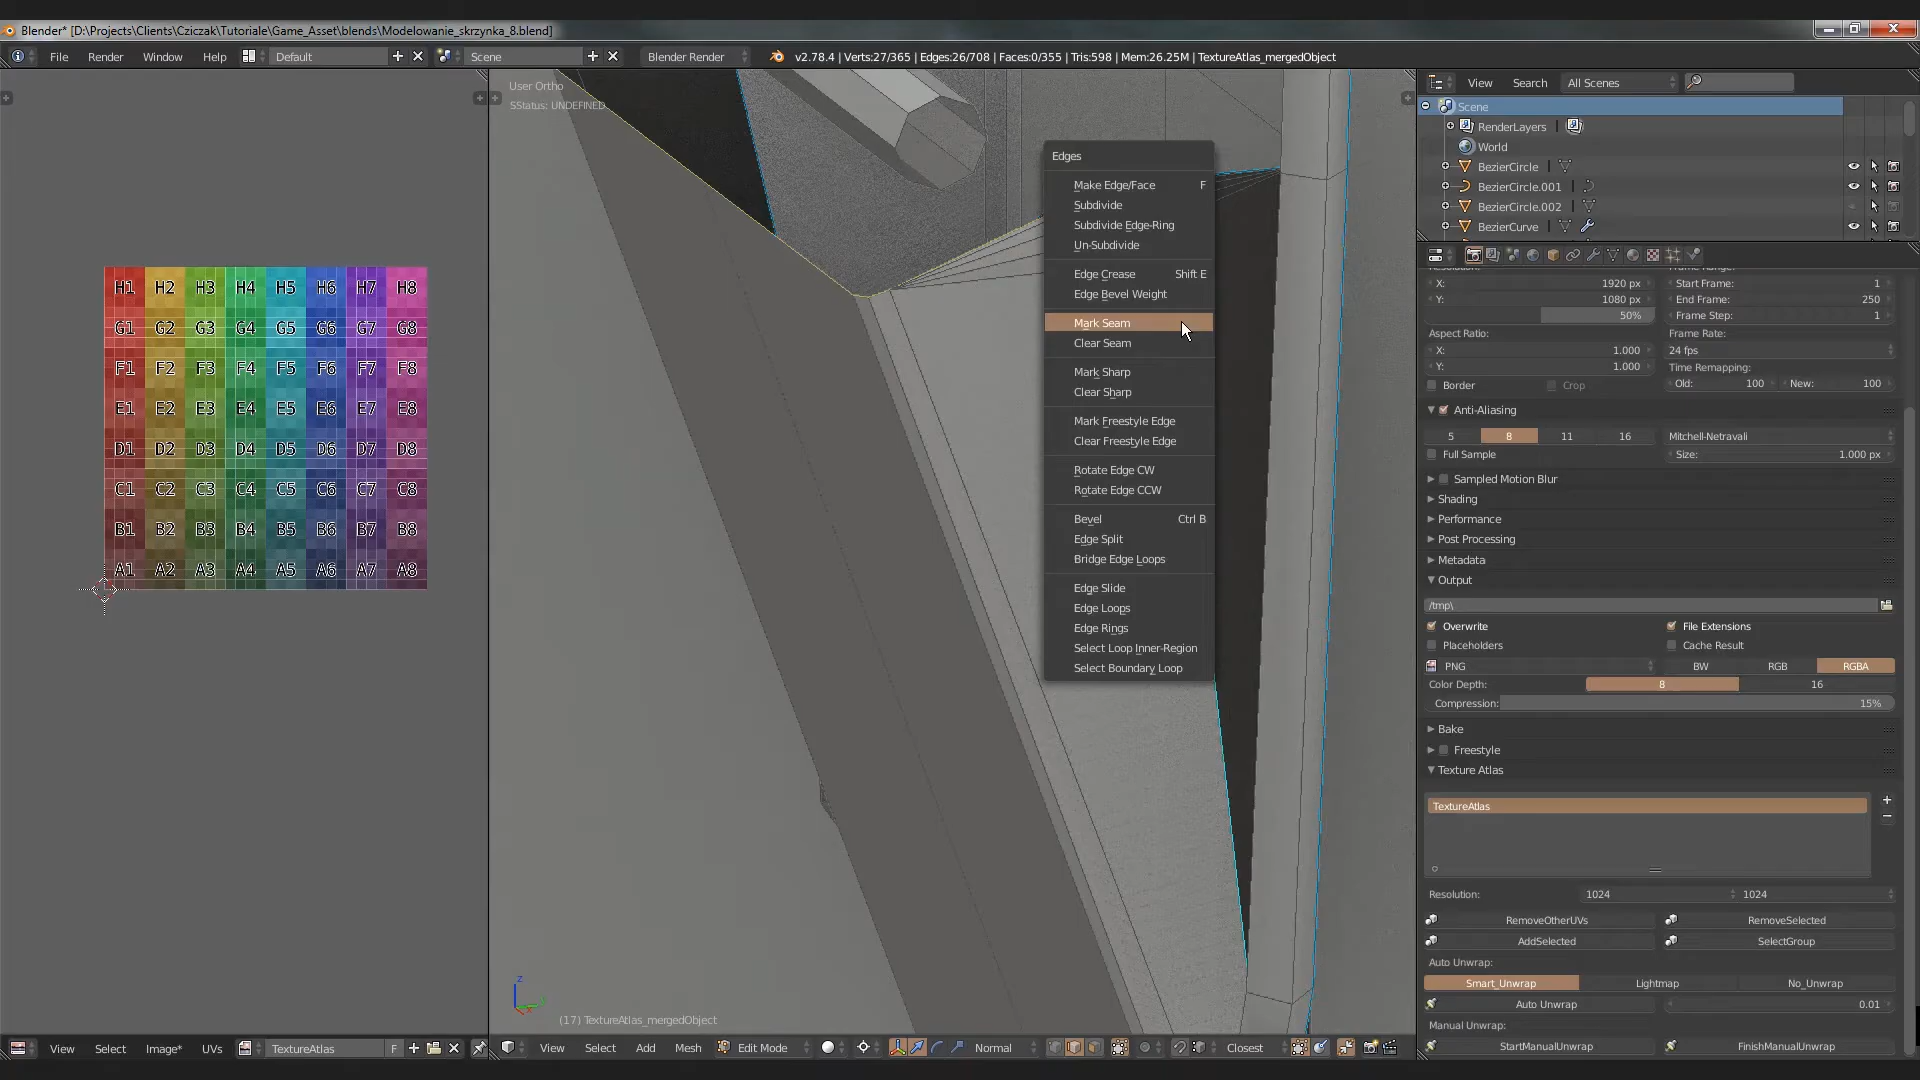 Blender* [D:\Projects\Clients\Cziczak\Tutoriale\Game_Asset\blends\Modelowanie_skrzynka_8.blend]
File Render Window Help Default Scene Blender Render v2.78.4 | Verts:27/365 | Edges:26/708 | Faces:0/355 | Tris:598 | Mem:26.25M | TextureAtlas_mergedObject
User Ortho
SStatus: UNDEFINED
H1 H2 H3 H4 H5 H6 H7 H8
G1 G2 G3 G4 G5 G6 G7 G8
F1 F2 F3 F4 F5 F6 F7 F8
E1 E2 E3 E4 E5 E6 E7 E8
D1 D2 D3 D4 D5 D6 D7 D8
C1 C2 C3 C4 C5 C6 C7 C8
B1 B2 B3 B4 B5 B6 B7 B8
A1 A2 A3 A4 A5 A6 A7 A8
Edges
Make Edge/Face F
Subdivide
Subdivide Edge-Ring
Un-Subdivide
Edge Crease Shift E
Edge Bevel Weight
Mark Seam
Clear Seam
Mark Sharp
Clear Sharp
Mark Freestyle Edge
Clear Freestyle Edge
Rotate Edge CW
Rotate Edge CCW
Bevel Ctrl B
Edge Split
Bridge Edge Loops
Edge Slide
Edge Loops
Edge Rings
Select Loop Inner-Region
Select Boundary Loop
z
(17) TextureAtlas_mergedObject
View Select Image* UVs TextureAtlas F
View Select Add Mesh Edit Mode Normal Closest
View Search All Scenes
Scene
RenderLayers
World
BezierCircle
BezierCircle.001
BezierCircle.002
BezierCurve
Resolution: Frame Range:
X: 1920 px Start Frame: 1
Y: 1080 px End Frame: 250
50% Frame Step: 1
Aspect Ratio: Frame Rate:
X: 1.000 24 fps
Y: 1.000 Time Remapping:
Border Crop Old: 100 New: 100
Anti-Aliasing
5 8 11 16 Mitchell-Netravali
Full Sample Size: 1.000 px
Sampled Motion Blur
Shading
Performance
Post Processing
Metadata
Output
/tmp\
Overwrite File Extensions
Placeholders Cache Result
PNG BW RGB RGBA
Color Depth: 8 16
Compression: 15%
Bake
Freestyle
Texture Atlas
TextureAtlas
Resolution: 1024 1024
RemoveOtherUVs RemoveSelected
AddSelected SelectGroup
Auto Unwrap:
Smart_Unwrap Lightmap No_Unwrap
Auto Unwrap 0.01
Manual Unwrap:
StartManualUnwrap FinishManualUnwrap